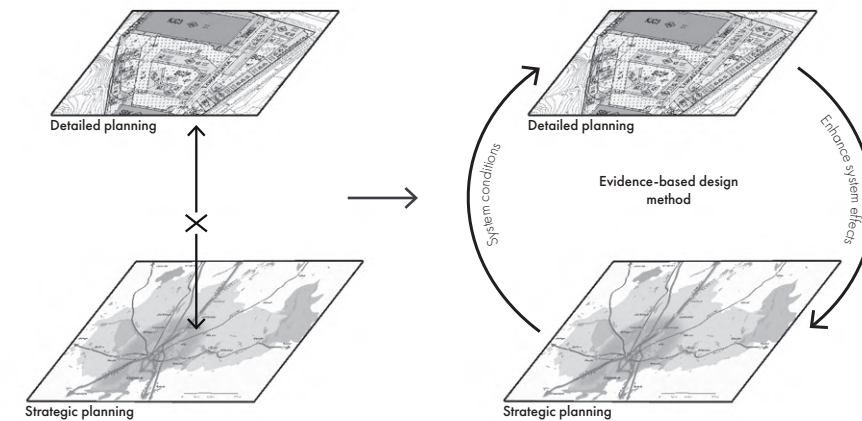 Detailed planning
Strategic planning
Detailed planning
System conditions
Evidence-based design
method
Enhance system effects
Strategic planning